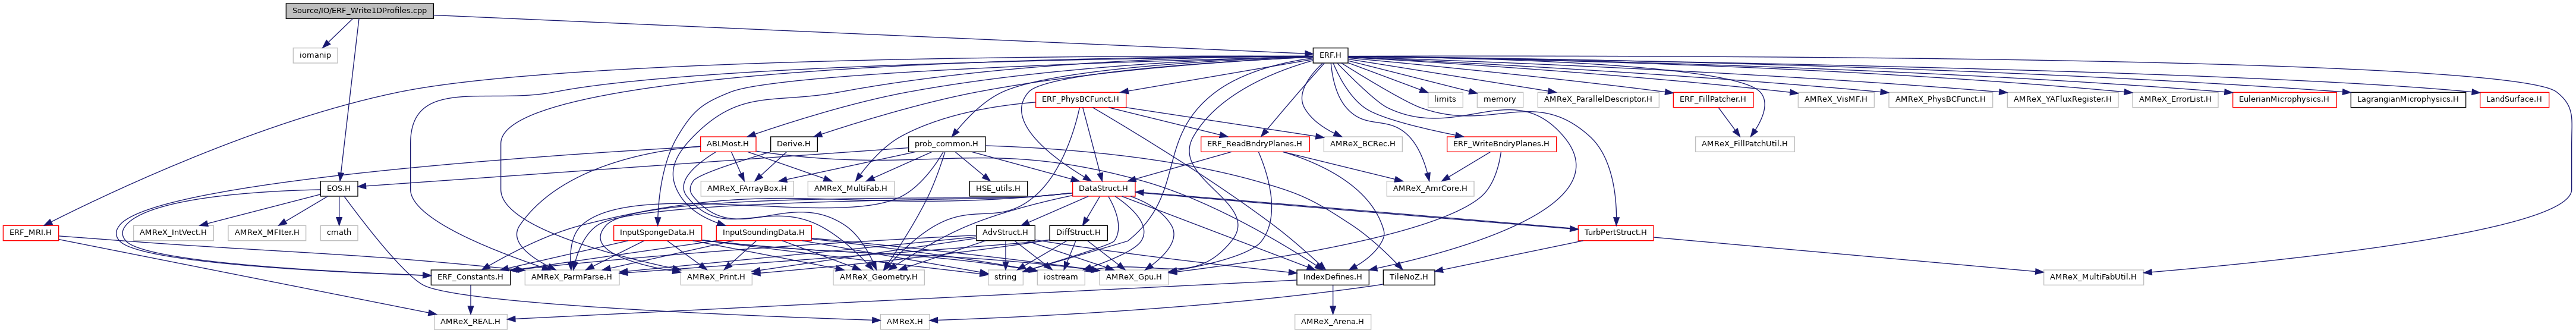 Source/IO/ERF_Write1DProfiles.cpp
iomanip
ERF.H
ERF_PhysBCFunct.H
limits
memory
AMReX_ParallelDescriptor.H
ERF_FillPatcher.H
AMReX_VisMF.H
AMReX_PhysBCFunct.H
AMReX_YAFluxRegister.H
AMReX_ErrorList.H
EulerianMicrophysics.H
LagrangianMicrophysics.H
LandSurface.H
ABLMost.H
Derive.H
prob_common.H
ERF_ReadBndryPlanes.H
AMReX_BCRec.H
ERF_WriteBndryPlanes.H
AMReX_FillPatchUtil.H
EOS.H
AMReX_FArrayBox.H
AMReX_MultiFab.H
HSE_utils.H
DataStruct.H
AMReX_AmrCore.H
ERF_MRI.H
AMReX_IntVect.H
AMReX_MFIter.H
cmath
InputSpongeData.H
InputSoundingData.H
AdvStruct.H
DiffStruct.H
TurbPertStruct.H
ERF_Constants.H
AMReX_ParmParse.H
AMReX_Print.H
AMReX_Geometry.H
string
iostream
AMReX_Gpu.H
IndexDefines.H
TileNoZ.H
AMReX_MultiFabUtil.H
AMReX_REAL.H
AMReX.H
AMReX_Arena.H